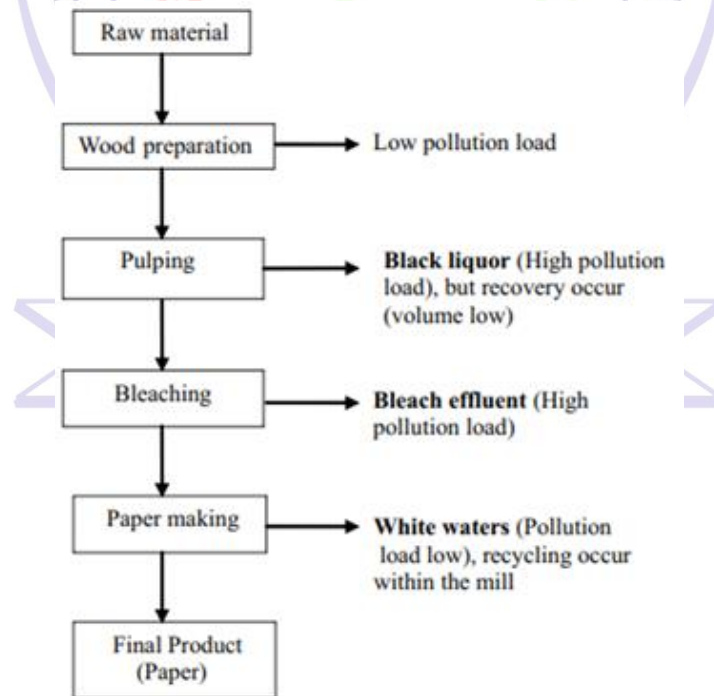 Raw material
Wood preparation
Low pollution load
Pulping
Black liquor (High pollution
load), but recovery occur
(volume low)
Bleaching
Bleach effluent (High
pollution load)
Paper making
White waters (Pollution
load low), recycling occur
within the mill
Final Product
(Paper)